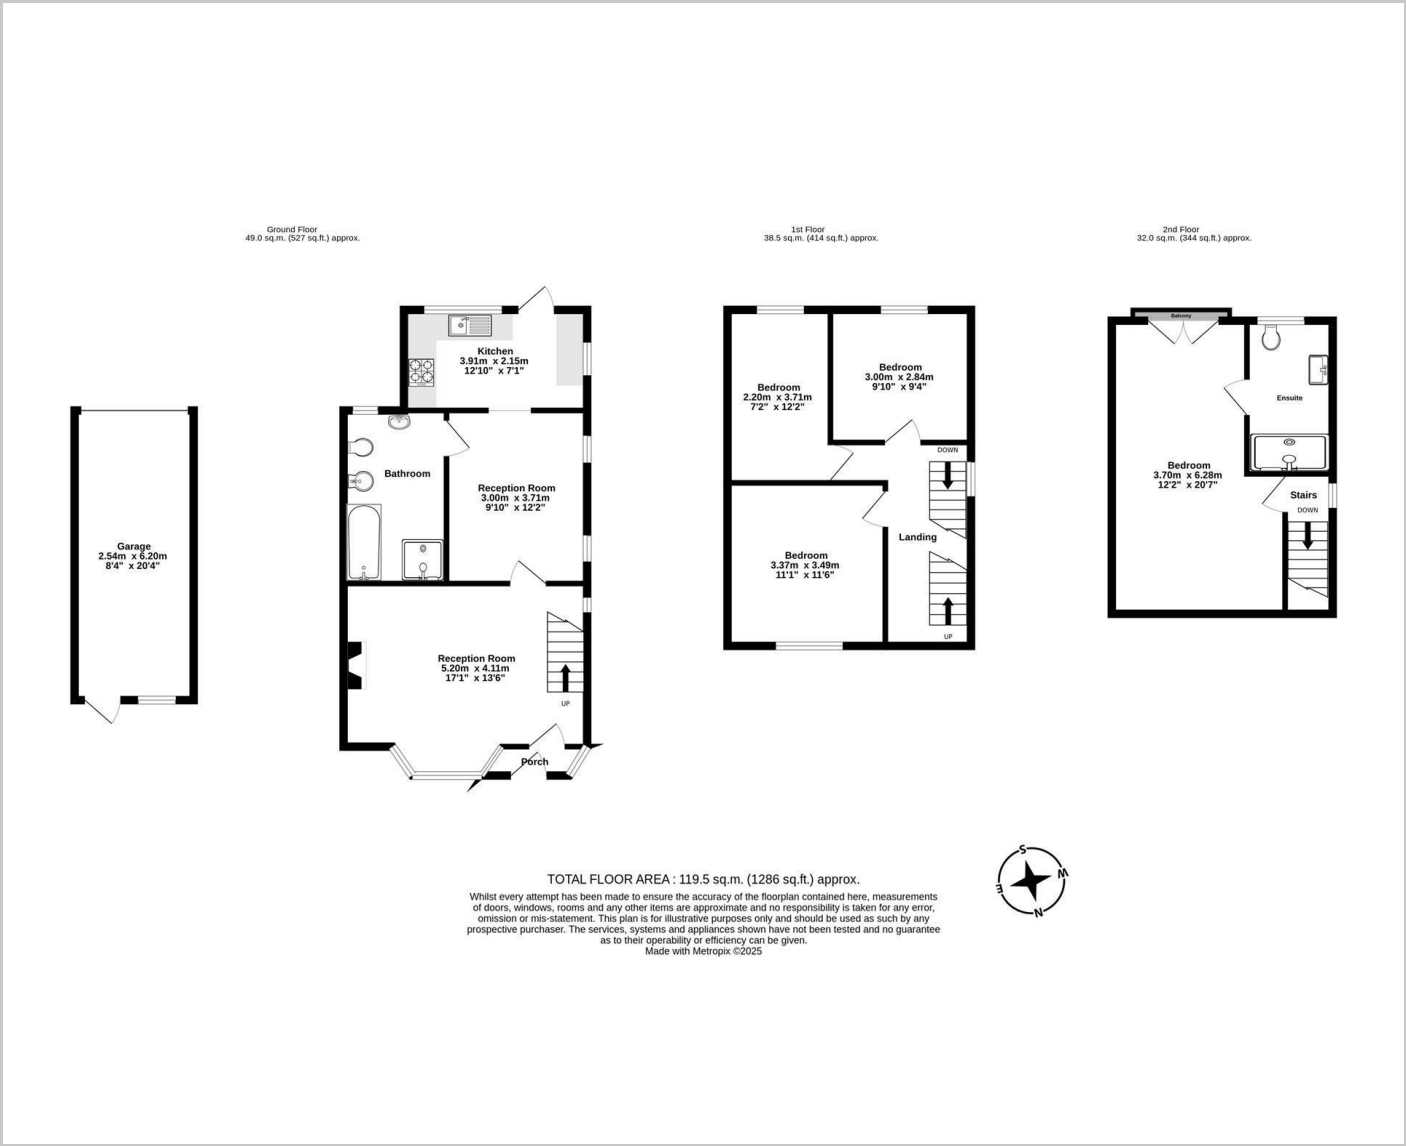 Ground Floor
49.0 sq.m. (527 sq.ft.) approx.
1st Floor
38.5 sq.m. (414 sq.ft.) approx.
2nd Floor
32.0 sq.m. (344 sq.ft.) approx.
Garage
2.54m x 6.20m
8'4" x 20'4"
Kitchen
3.91m x 2.15m
12'10" x 7'1"
Bathroom
Reception Room
3.00m x 3.71m
9'10" x 12'2"
Reception Room
5.20m x 4.11m
17'1" x 13'6"
UP
Porch
Bedroom
2.20m x 3.71m
7'2" x 12'2"
Bedroom
3.00m x 2.84m
9'10" x 9'4"
DOWN
Landing
Bedroom
3.37m x 3.49m
11'1" x 11'6"
UP
Balcony
Ensuite
Bedroom
3.70m x 6.28m
12'2" x 20'7"
Stairs
DOWN
S
W
E
N
TOTAL FLOOR AREA : 119.5 sq.m. (1286 sq.ft.) approx.
Whilst every attempt has been made to ensure the accuracy of the floorplan contained here, measurements
of doors, windows, rooms and any other items are approximate and no responsibility is taken for any error,
omission or mis-statement. This plan is for illustrative purposes only and should be used as such by any
prospective purchaser. The services, systems and appliances shown have not been tested and no guarantee
as to their operability or efficiency can be given.
Made with Metropix ©2025